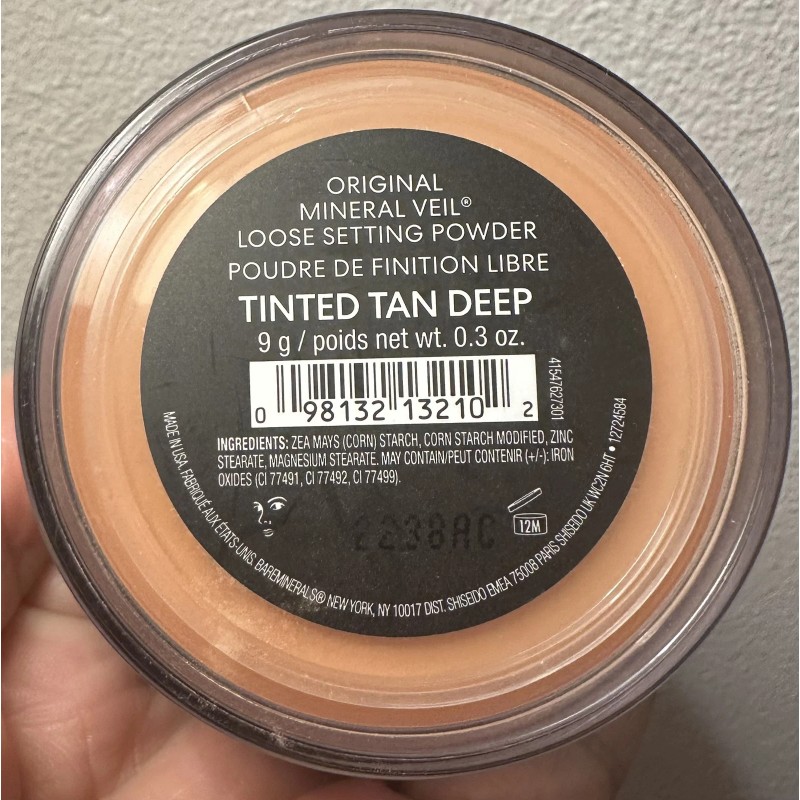 ORIGINAL
MINERAL VEIL®
LOOSE SETTING POWDER
POUDRE DE FINITION LIBRE
TINTED TAN DEEP
9 g / poids net wt. 0.3 oz.
0 98132 13210 2
41547627301
INGREDIENTS: ZEA MAYS (CORN) STARCH, CORN STARCH MODIFIED, ZINC
STEARATE, MAGNESIUM STEARATE. MAY CONTAIN/PEUT CONTENIR (+/-): IRON
OXIDES (CI 77491, CI 77492, CI 77499).
12M
2238AC
MADE IN USA. FABRIQUÉ AUX ÉTATS-UNIS. BAREMINERALS® NEW YORK, NY 10017 DIST. SHISEIDO EMEA 75008 PARIS SHISEIDO UK WC2N 6HT • 12724584